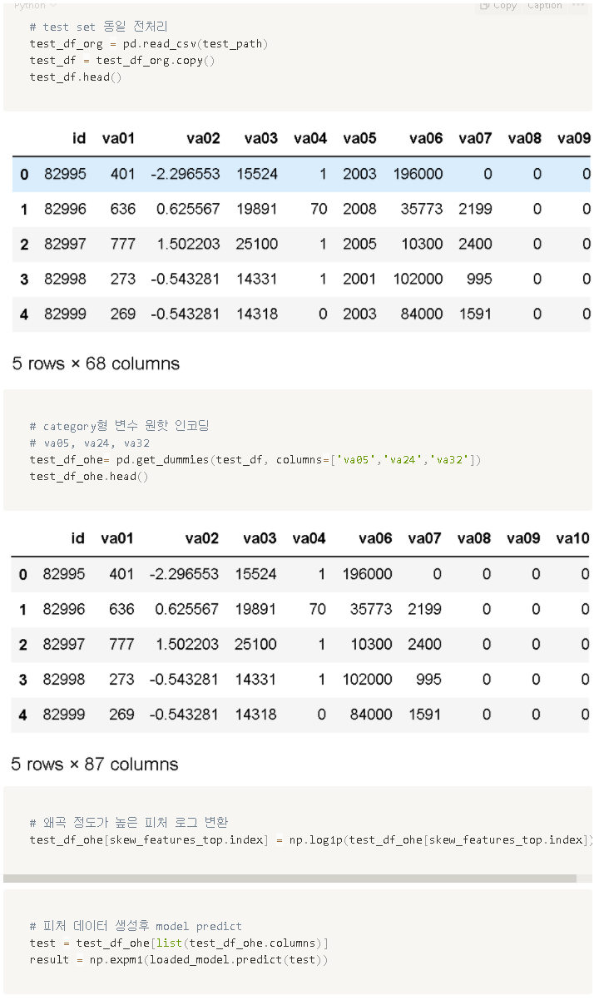 Python
Copy Caption
# test set 동일 전처리
test_df_org = pd.read_csv(test_path)
test_df = test_df_org.copy()
test_df.head()
id va01 va02 va03 va04 va05 va06 va07 va08 va09
0 82995 401 -2.296553 15524 1 2003 196000 0 0 0
1 82996 636 0.625567 19891 70 2008 35773 2199 0 0
2 82997 777 1.502203 25100 1 2005 10300 2400 0 0
3 82998 273 -0.543281 14331 1 2001 102000 995 0 0
4 82999 269 -0.543281 14318 0 2003 84000 1591 0 0
5 rows × 68 columns
# category형 변수 원핫 인코딩
# va05, va24, va32
test_df_ohe= pd.get_dummies(test_df, columns=['va05','va24','va32'])
test_df_ohe.head()
id va01 va02 va03 va04 va06 va07 va08 va09 va10
0 82995 401 -2.296553 15524 1 196000 0 0 0 0
1 82996 636 0.625567 19891 70 35773 2199 0 0 0
2 82997 777 1.502203 25100 1 10300 2400 0 0 0
3 82998 273 -0.543281 14331 1 102000 995 0 0 0
4 82999 269 -0.543281 14318 0 84000 1591 0 0 0
5 rows × 87 columns
# 왜곡 정도가 높은 피처 로그 변환
test_df_ohe[skew_features_top.index] = np.log1p(test_df_ohe[skew_features_top.index])
# 피처 데이터 생성후 model predict
test = test_df_ohe[list(test_df_ohe.columns)]
result = np.expm1(loaded_model.predict(test))